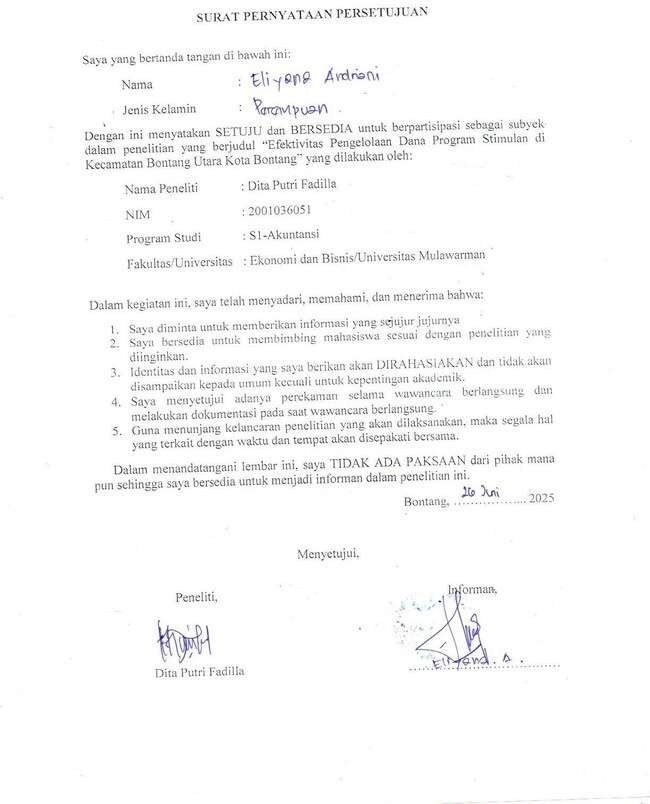 SURAT PERNYATAAN PERSETUJUAN
Saya yang bertanda tangan di bawah ini:
Nama : Eliyana Ardriani
Jenis Kelamin : Perempuan
Dengan ini menyatakan SETUJU dan BERSEDIA untuk berpartisipasi sebagai subyek
dalam penelitian yang berjudul “Efektivitas Pengelolaan Dana Program Stimulan di
Kecamatan Bontang Utara Kota Bontang” yang dilakukan oleh:
Nama Peneliti : Dita Putri Fadilla
NIM : 2001036051
Program Studi : S1-Akuntansi
Fakultas/Universitas : Ekonomi dan Bisnis/Universitas Mulawarman
Dalam kegiatan ini, saya telah menyadari, memahami, dan menerima bahwa:
1. Saya diminta untuk memberikan informasi yang sejujur jujurnya
2. Saya bersedia untuk membimbing mahasiswa sesuai dengan penelitian yang
diinginkan.
3. Identitas dan informasi yang saya berikan akan DIRAHASIAKAN dan tidak akan
disampaikan kepada umum kecuali untuk kepentingan akademik.
4. Saya menyetujui adanya perekaman selama wawancara berlangsung dan
melakukan dokumentasi pada saat wawancara berlangsung.
5. Guna menunjang kelancaran penelitian yang akan dilaksanakan, maka segala hal
yang terkait dengan waktu dan tempat akan disepakati bersama.
Dalam menandatangani lembar ini, saya TIDAK ADA PAKSAAN dari pihak mana
pun sehingga saya bersedia untuk menjadi informan dalam penelitian ini.
Bontang, 26 Juni 2025
Menyetujui,
Peneliti,
Informan,
Dita Putri Fadilla
Eliyana. A.